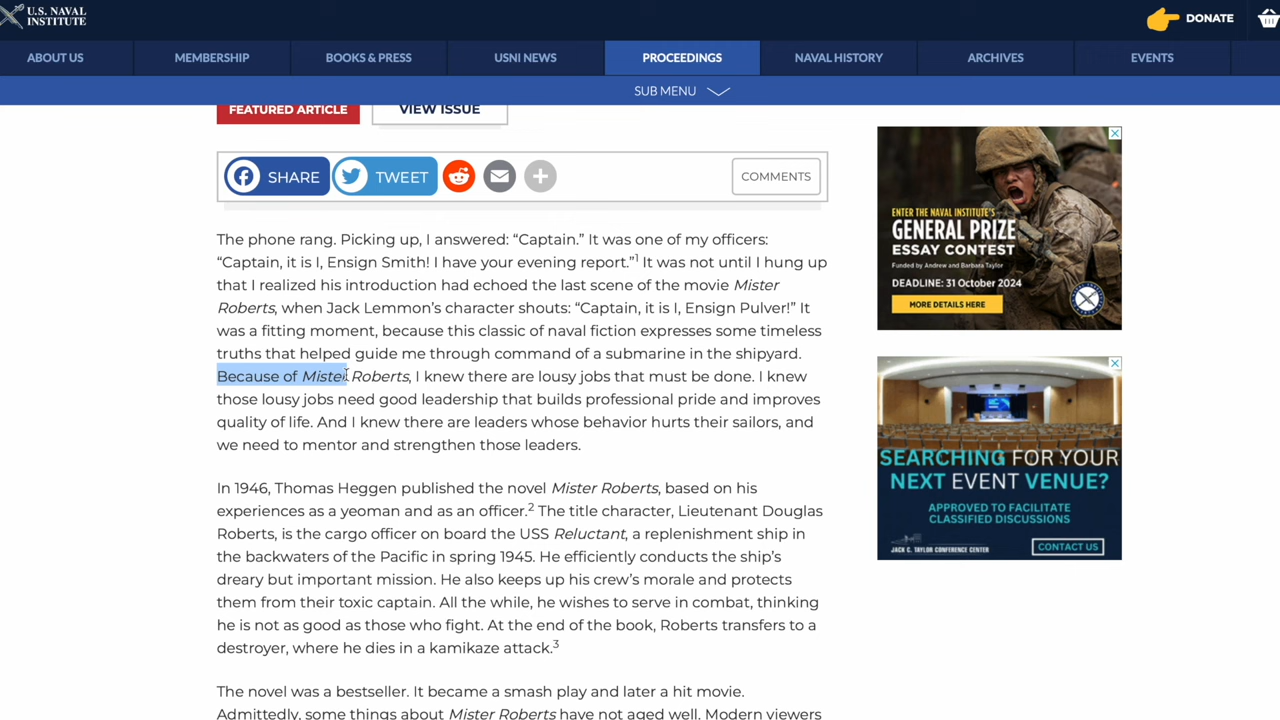 U.S. NAVAL
INSTITUTE
DONATE
ABOUT US
MEMBERSHIP
BOOKS & PRESS
USNI NEWS
PROCEEDINGS
NAVAL HISTORY
ARCHIVES
EVENTS
SUB MENU
FEATURED ARTICLE
VIEW ISSUE
SHARE
TWEET
COMMENTS
The phone rang. Picking up, I answered: “Captain.” It was one of my officers:
“Captain, it is I, Ensign Smith! I have your evening report.”1 It was not until I hung up
that I realized his introduction had echoed the last scene of the movie Mister
Roberts, when Jack Lemmon’s character shouts: “Captain, it is I, Ensign Pulver!” It
was a fitting moment, because this classic of naval fiction expresses some timeless
truths that helped guide me through command of a submarine in the shipyard.
Because of Mister Roberts, I knew there are lousy jobs that must be done. I knew
those lousy jobs need good leadership that builds professional pride and improves
quality of life. And I knew there are leaders whose behavior hurts their sailors, and
we need to mentor and strengthen those leaders.
In 1946, Thomas Heggen published the novel Mister Roberts, based on his
experiences as a yeoman and as an officer.2 The title character, Lieutenant Douglas
Roberts, is the cargo officer on board the USS Reluctant, a replenishment ship in
the backwaters of the Pacific in spring 1945. He efficiently conducts the ship’s
dreary but important mission. He also keeps up his crew’s morale and protects
them from their toxic captain. All the while, he wishes to serve in combat, thinking
he is not as good as those who fight. At the end of the book, Roberts transfers to a
destroyer, where he dies in a kamikaze attack.3
The novel was a bestseller. It became a smash play and later a hit movie.
Admittedly, some things about Mister Roberts have not aged well. Modern viewers
ENTER THE NAVAL INSTITUTE’S
GENERAL PRIZE
ESSAY CONTEST
Funded by Andrew and Barbara Taylor
DEADLINE: 31 October 2024
MORE DETAILS HERE
SEARCHING FOR YOUR
NEXT EVENT VENUE?
APPROVED TO FACILITATE
CLASSIFIED DISCUSSIONS
JACK C. TAYLOR CONFERENCE CENTER
CONTACT US